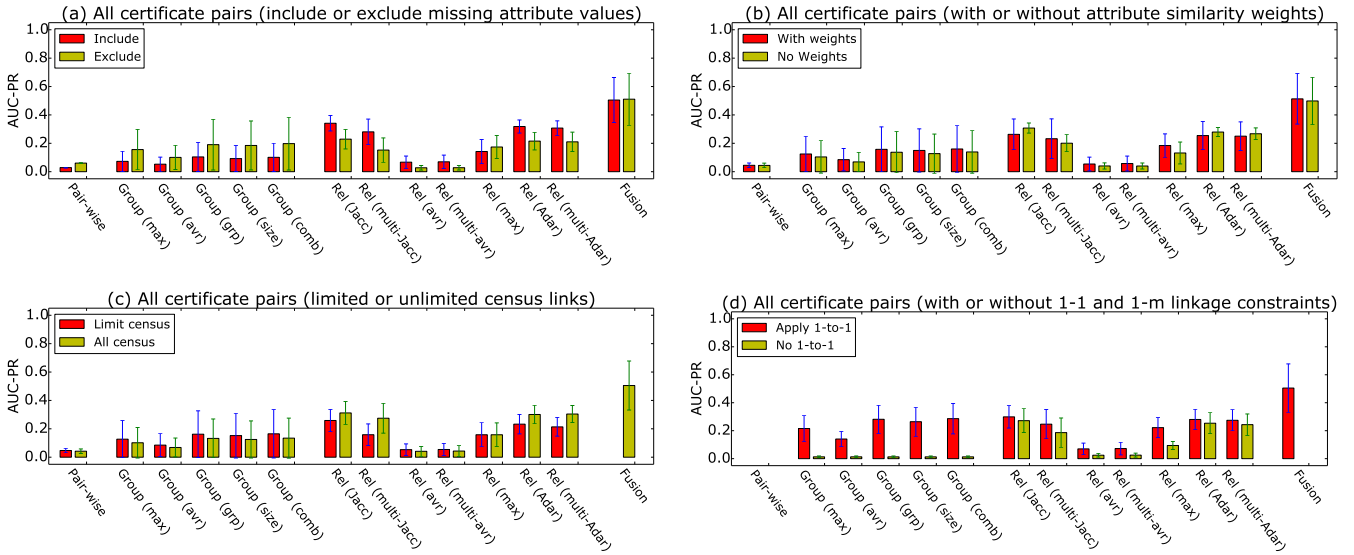 (a) All certificate pairs (include or exclude missing attribute values)
1.0
Include
Exclude
0.8
0.6
0.4
0.2
0.0
AUC-PR
Pair-wise
Group (max)
Group (avr)
Group (grp)
Group (size)
Group (comb)
Rel (Jacc)
Rel (multi-Jacc)
Rel (avr)
Rel (multi-avr)
Rel (max)
Rel (Adar)
Rel (multi-Adar)
Fusion
(b) All certificate pairs (with or without attribute similarity weights)
1.0
With weights
No Weights
0.8
0.6
0.4
0.2
0.0
AUC-PR
Pair-wise
Group (max)
Group (avr)
Group (grp)
Group (size)
Group (comb)
Rel (Jacc)
Rel (multi-Jacc)
Rel (avr)
Rel (multi-avr)
Rel (max)
Rel (Adar)
Rel (multi-Adar)
Fusion
(c) All certificate pairs (limited or unlimited census links)
1.0
Limit census
All census
0.8
0.6
0.4
0.2
0.0
AUC-PR
Pair-wise
Group (max)
Group (avr)
Group (grp)
Group (size)
Group (comb)
Rel (Jacc)
Rel (multi-Jacc)
Rel (avr)
Rel (multi-avr)
Rel (max)
Rel (Adar)
Rel (multi-Adar)
Fusion
(d) All certificate pairs (with or without 1-1 and 1-m linkage constraints)
1.0
Apply 1-to-1
No 1-to-1
0.8
0.6
0.4
0.2
0.0
AUC-PR
Pair-wise
Group (max)
Group (avr)
Group (grp)
Group (size)
Group (comb)
Rel (Jacc)
Rel (multi-Jacc)
Rel (avr)
Rel (multi-avr)
Rel (max)
Rel (Adar)
Rel (multi-Adar)
Fusion